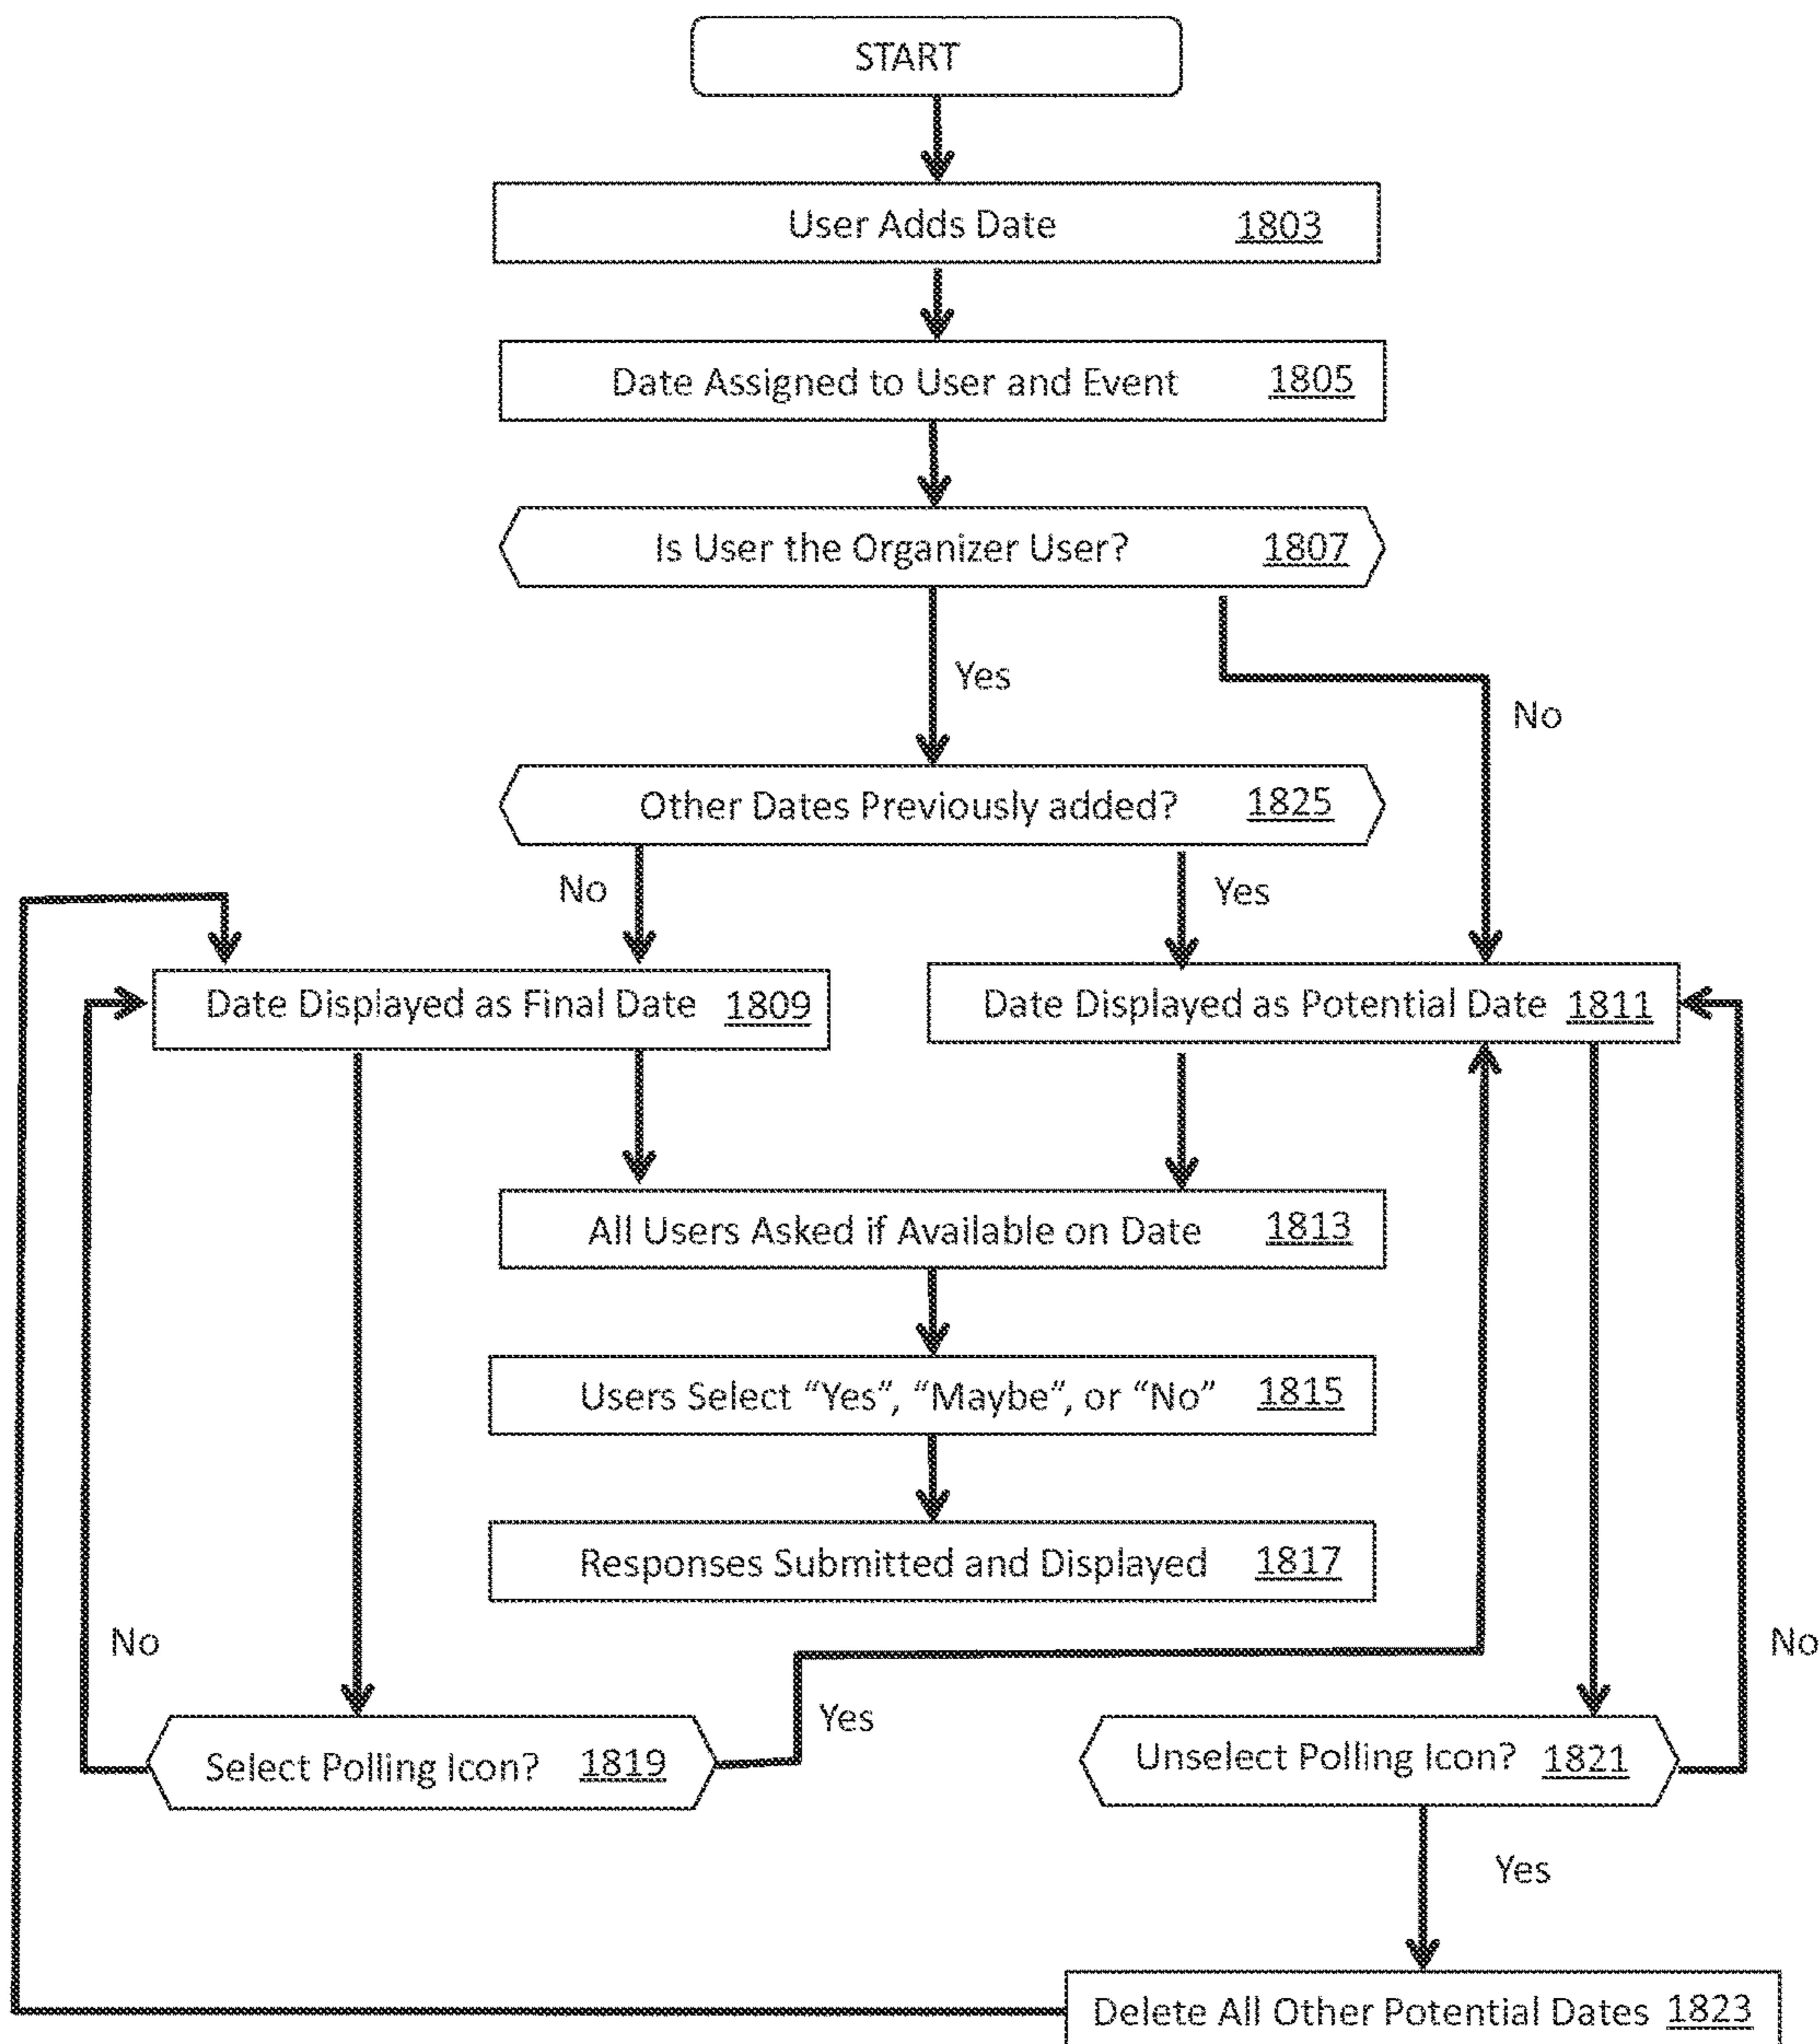 START
User Adds Date 1803
Date Assigned to User and Event 1805
Is User the Organizer User? 1807
Yes
No
Other Dates Previously added? 1825
No
Yes
Date Displayed as Final Date 1809
Date Displayed as Potential Date 1811
All Users Asked if Available on Date 1813
Users Select “Yes”, “Maybe”, or “No” 1815
Responses Submitted and Displayed 1817
No
No
Yes
Select Polling Icon? 1819
Unselect Polling Icon? 1821
Yes
Delete All Other Potential Dates 1823